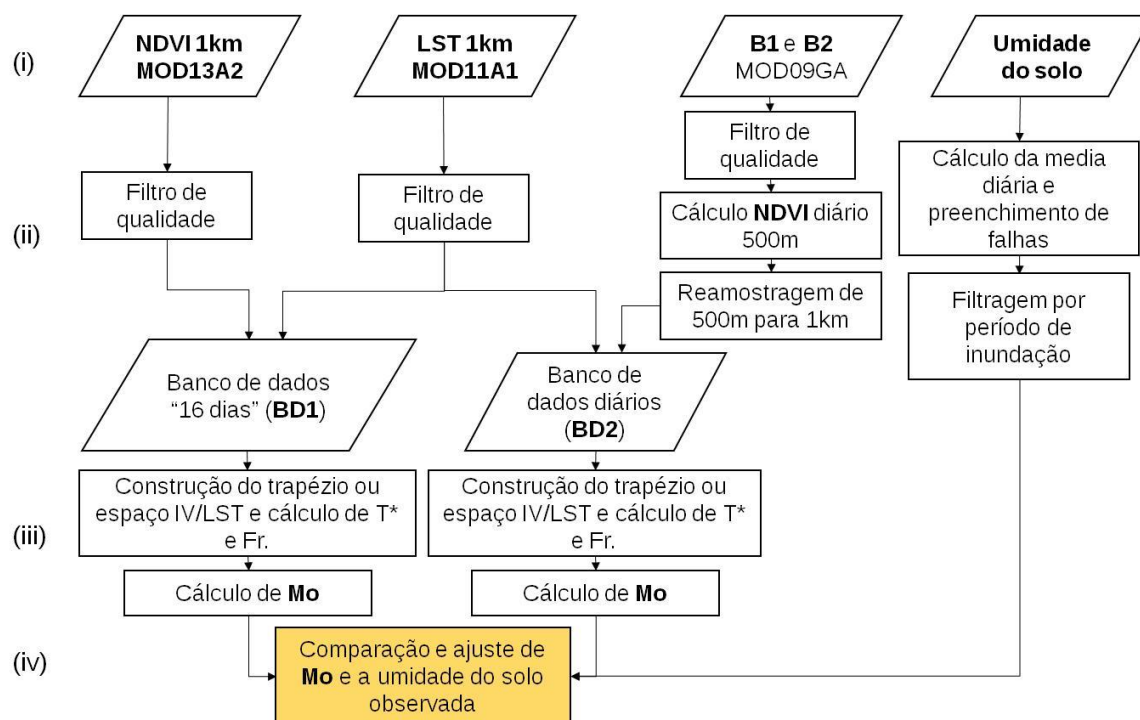 (i)
NDVI 1km
MOD13A2
LST 1km
MOD11A1
B1 e B2
MOD09GA
Umidade
do solo
(ii)
Filtro de
qualidade
Filtro de
qualidade
Filtro de
qualidade
Cálculo NDVI diário
500m
Reamostragem de
500m para 1km
Cálculo da media
diária e
preenchimento de
falhas
Filtragem por
período de
inundação
Banco de dados
“16 dias” (BD1)
Banco de
dados diários
(BD2)
(iii)
Construção do trapézio ou
espaço IV/LST e cálculo de T*
e Fr.
Construção do trapézio ou
espaço IV/LST e cálculo de T*
e Fr.
Cálculo de Mo
Cálculo de Mo
(iv)
Comparação e ajuste de
Mo e a umidade do solo
observada